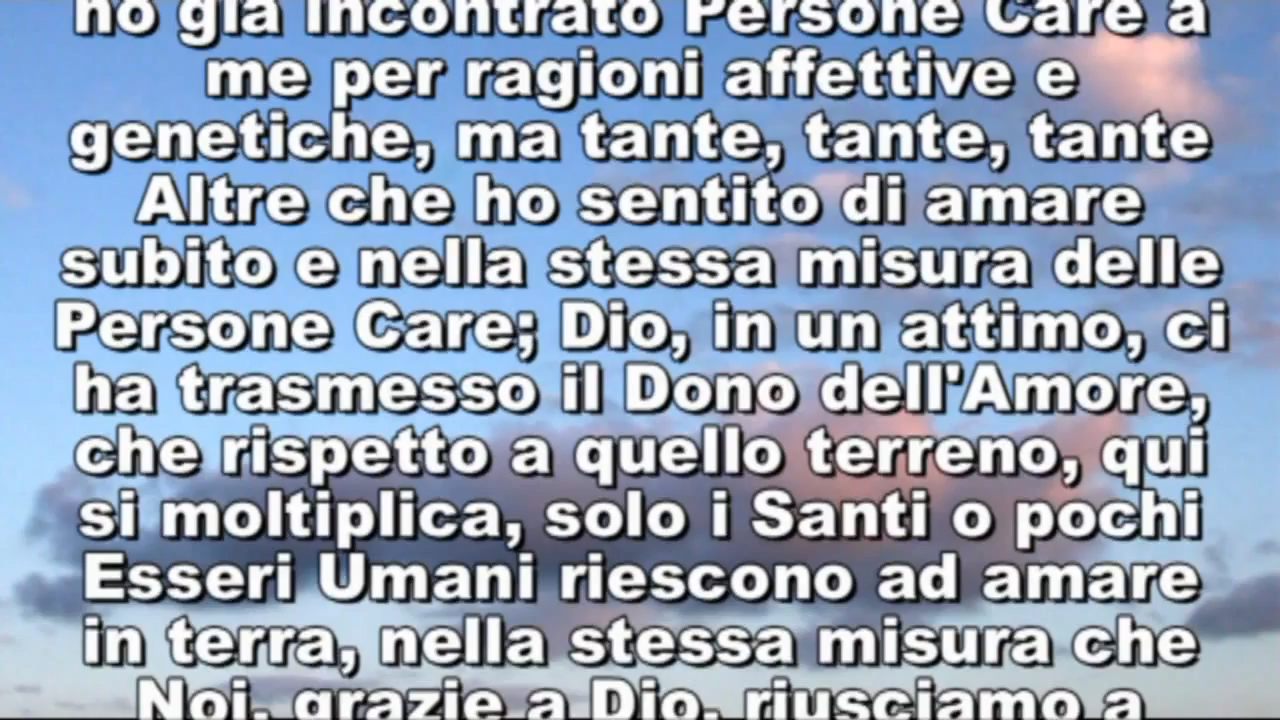 ho già incontrato Persone Care a
me per ragioni affettive e
genetiche, ma tante, tante, tante
Altre che ho sentito di amare
subito e nella stessa misura delle
Persone Care; Dio, in un attimo, ci
ha trasmesso il Dono dell'Amore,
che rispetto a quello terreno, qui
si moltiplica, solo i Santi o pochi
Esseri Umani riescono ad amare
in terra, nella stessa misura che
Noi, grazie a Dio, riusciamo a